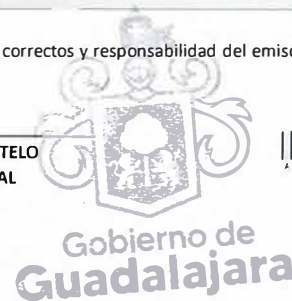 correctos y responsabilidad del emiso
TELO
AL
Gobierno de
Guadalajara